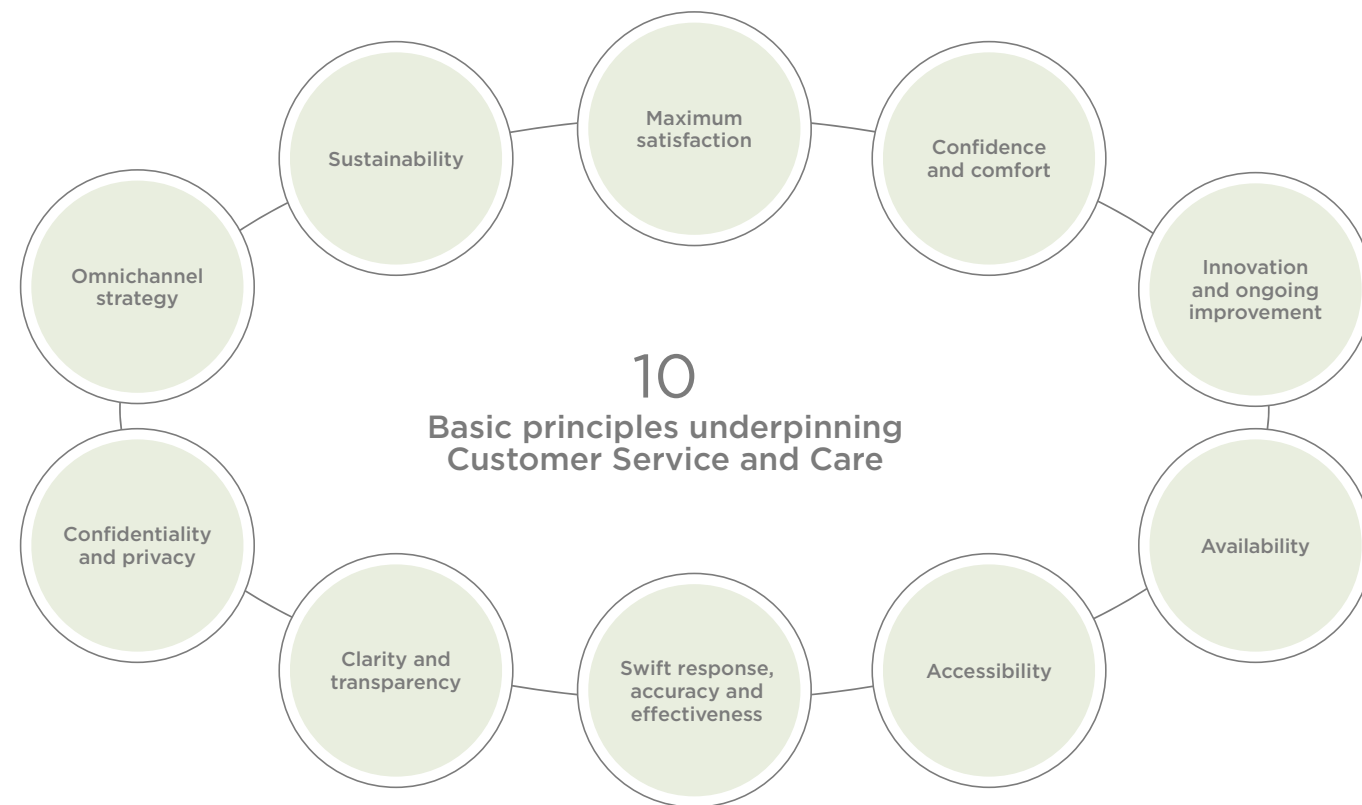 Maximum
satisfaction
Confidence
and comfort
Innovation
and ongoing
improvement
Availability
Accessibility
Swift response,
accuracy and
effectiveness
Clarity and
transparency
Confidentiality
and privacy
Omnichannel
strategy
Sustainability
10
Basic principles underpinning
Customer Service and Care